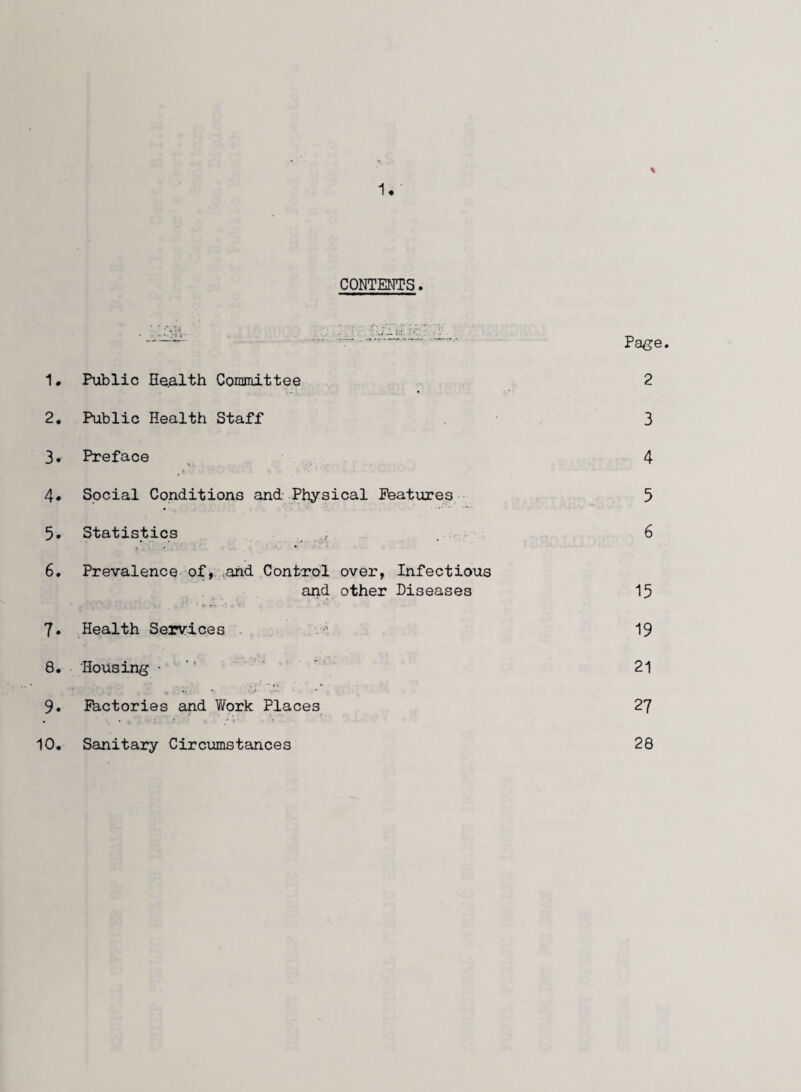 1.
CONTENTS.
Page.
1. Public Health Committee 2
2. Public Health Staff 3
3. Preface 4
4. Social Conditions and Physical Features 5
5. Statistics 6
6. Prevalence of, and Control over, Infectious
and other Diseases 15
7. Health Services 19
8. Housing 21
9. Factories and Work Places 27
10. Sanitary Circumstances 28